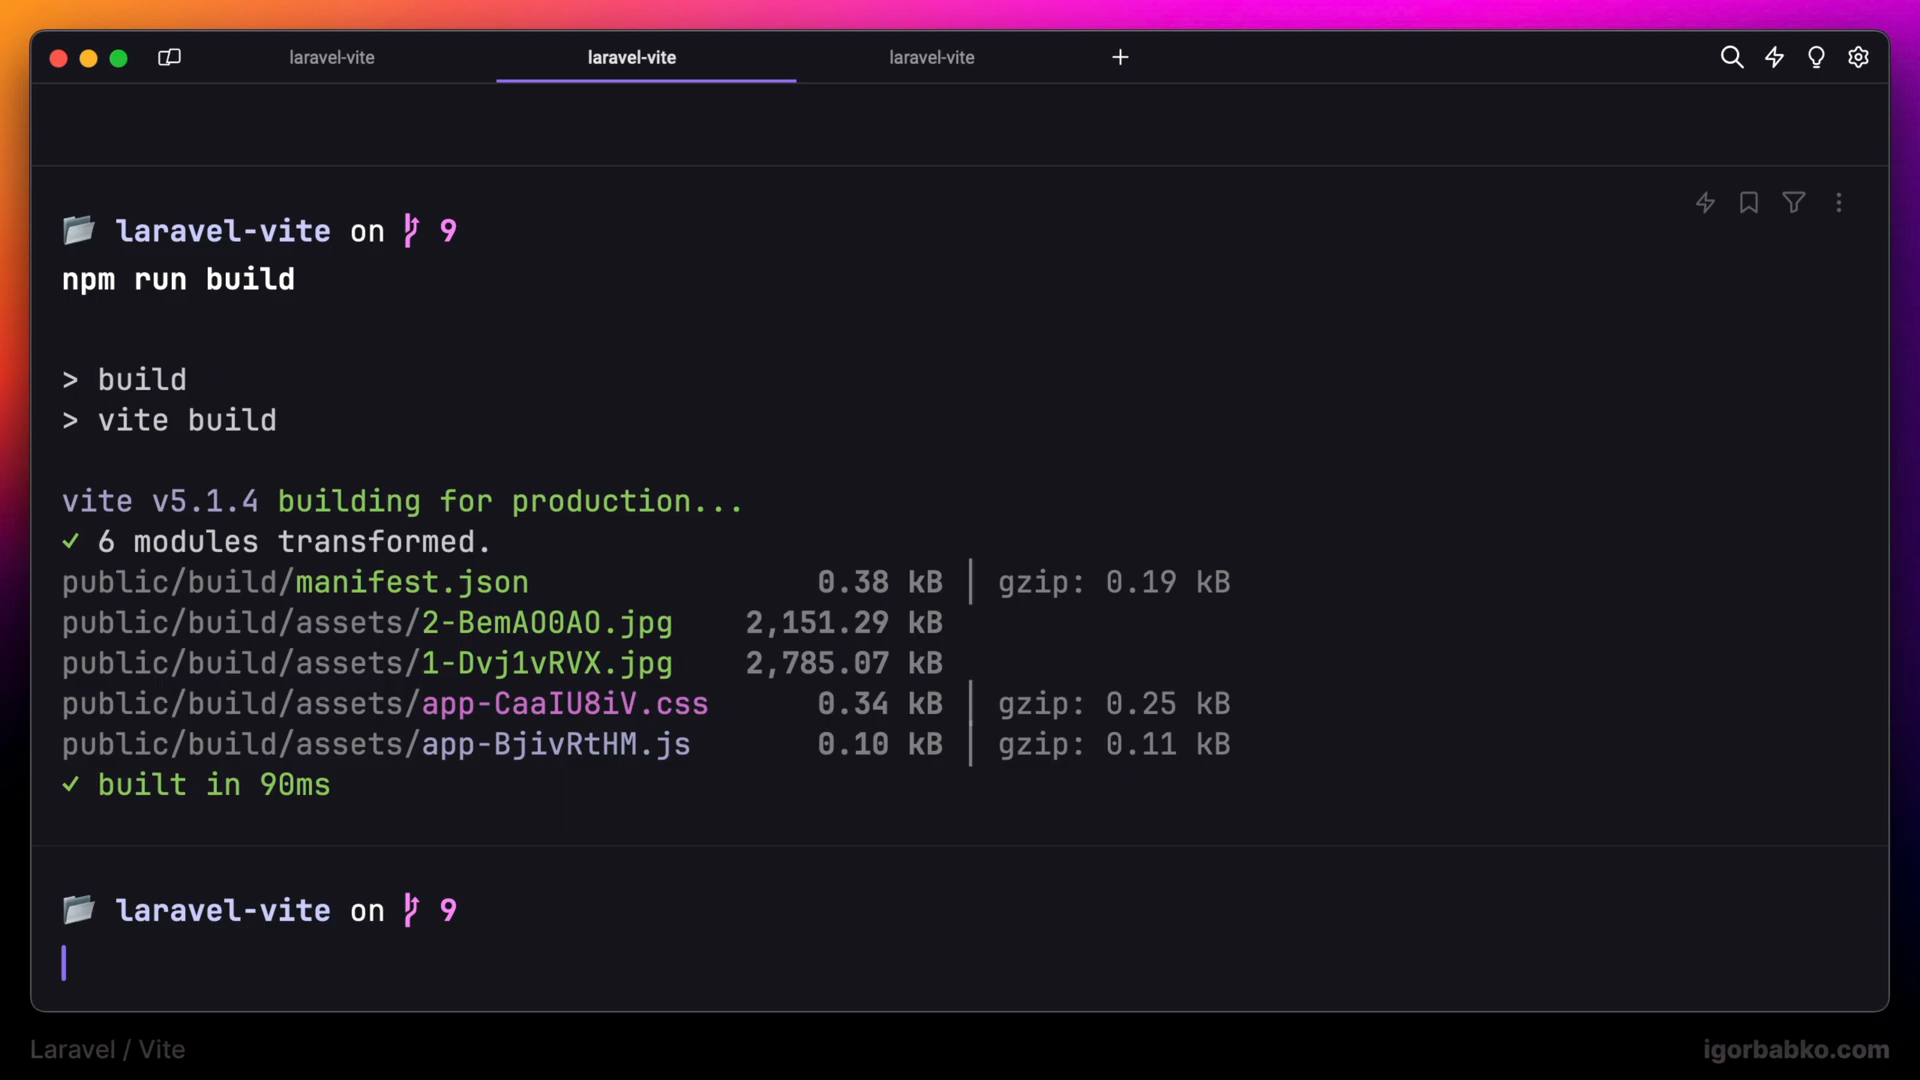 laravel-vite laravel-vite laravel-vite
laravel-vite on 9
npm run build
> build
> vite build
vite v5.1.4 building for production...
✓ 6 modules transformed.
public/build/manifest.json 0.38 kB │ gzip: 0.19 kB
public/build/assets/2-BemAO0AO.jpg 2,151.29 kB
public/build/assets/1-Dvj1vRVX.jpg 2,785.07 kB
public/build/assets/app-CaaIU8iV.css 0.34 kB │ gzip: 0.25 kB
public/build/assets/app-BjivRtHM.js 0.10 kB │ gzip: 0.11 kB
✓ built in 90ms
laravel-vite on 9
Laravel / Vite
igorbabko.com